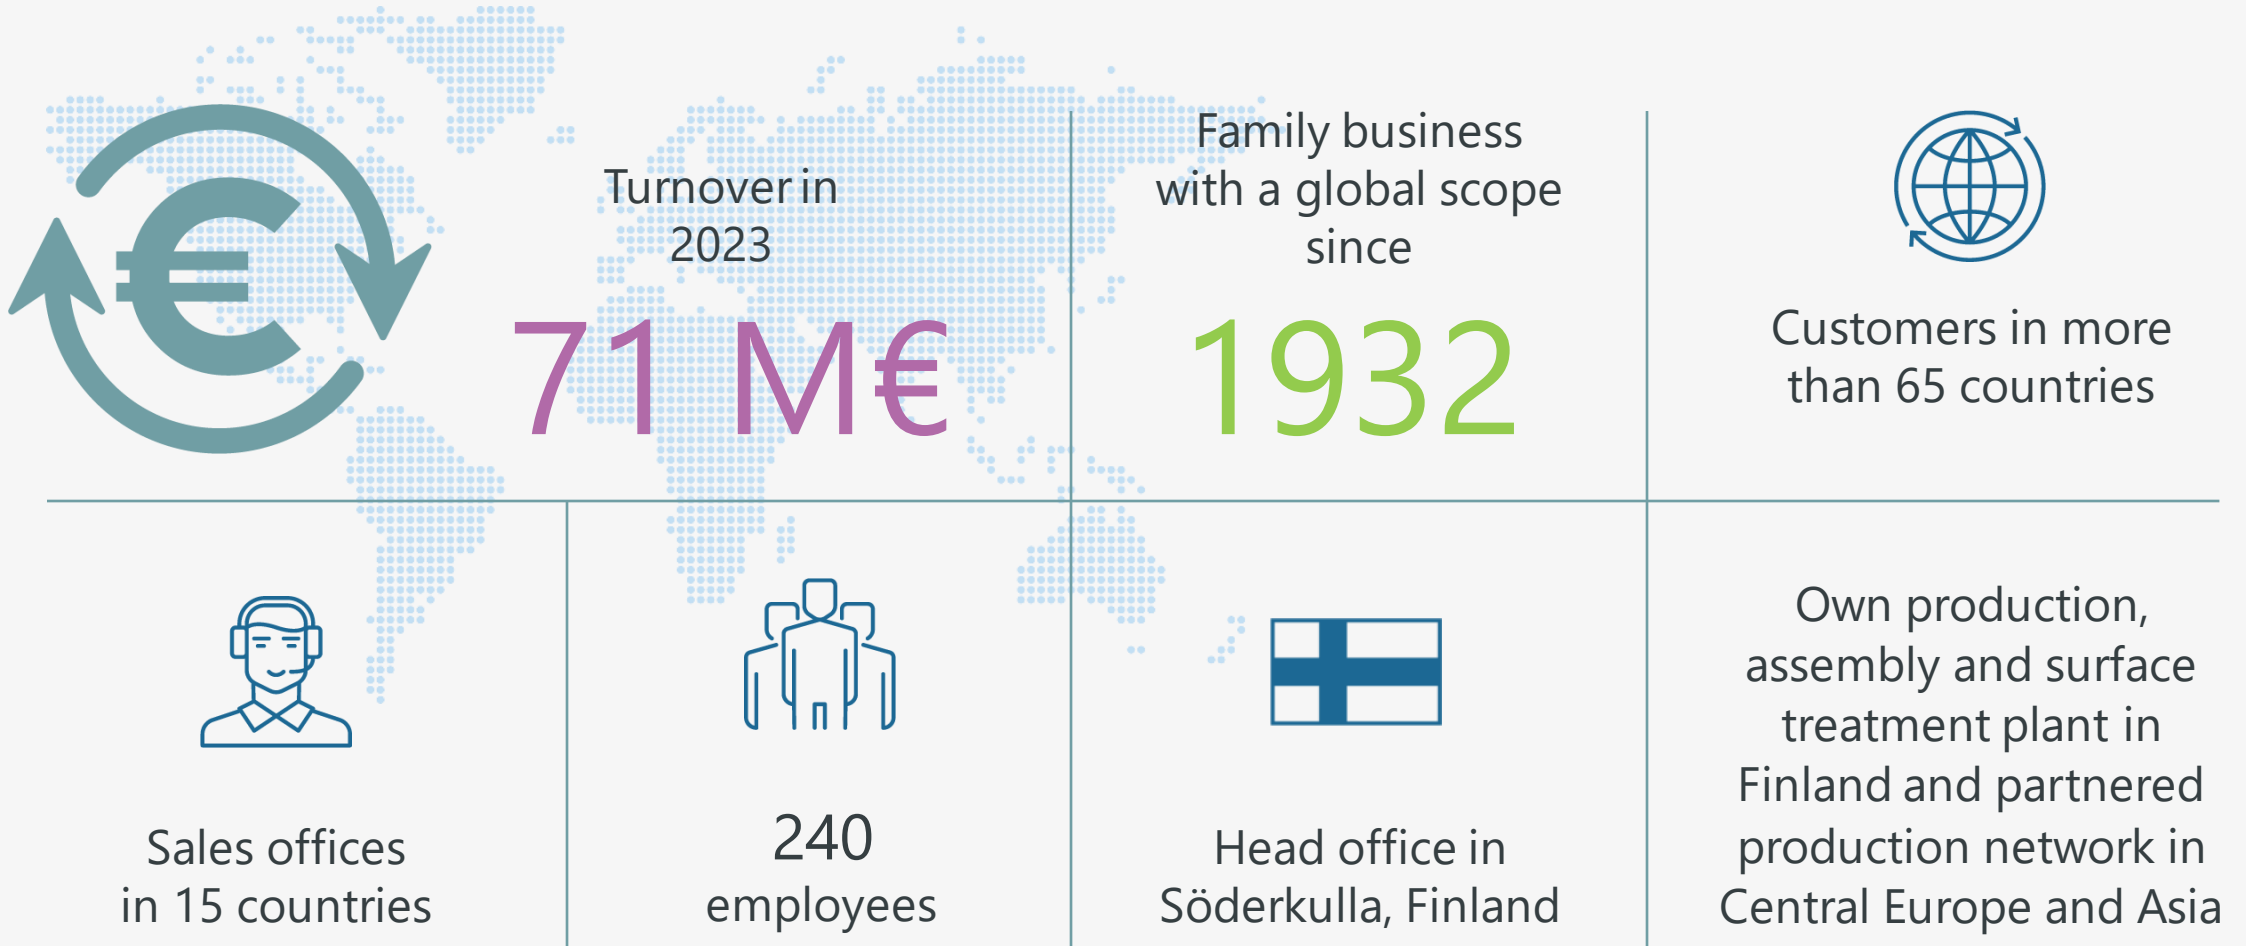 Turnover in
2023
71 M€
Family business
with a global scope
since
1932
Customers in more
than 65 countries
Sales offices
in 15 countries
240
employees
Head office in
Söderkulla, Finland
Own production,
assembly and surface
treatment plant in
Finland and partnered
production network in
Central Europe and Asia